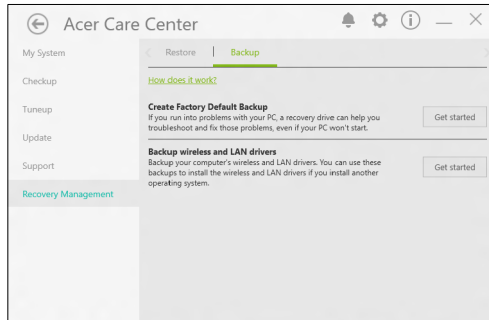 Acer Care Center
My System
Checkup
Tuneup
Update
Support
Recovery Management
Restore
Backup
How does it work?
Create Factory Default Backup
If you run into problems with your PC, a recovery drive can help you
troubleshoot and fix those problems, even if your PC won't start.
Get started
Backup wireless and LAN drivers
Backup your computer's wireless and LAN drivers. You can use these
backups to install the wireless and LAN drivers if you install another
operating system.
Get started